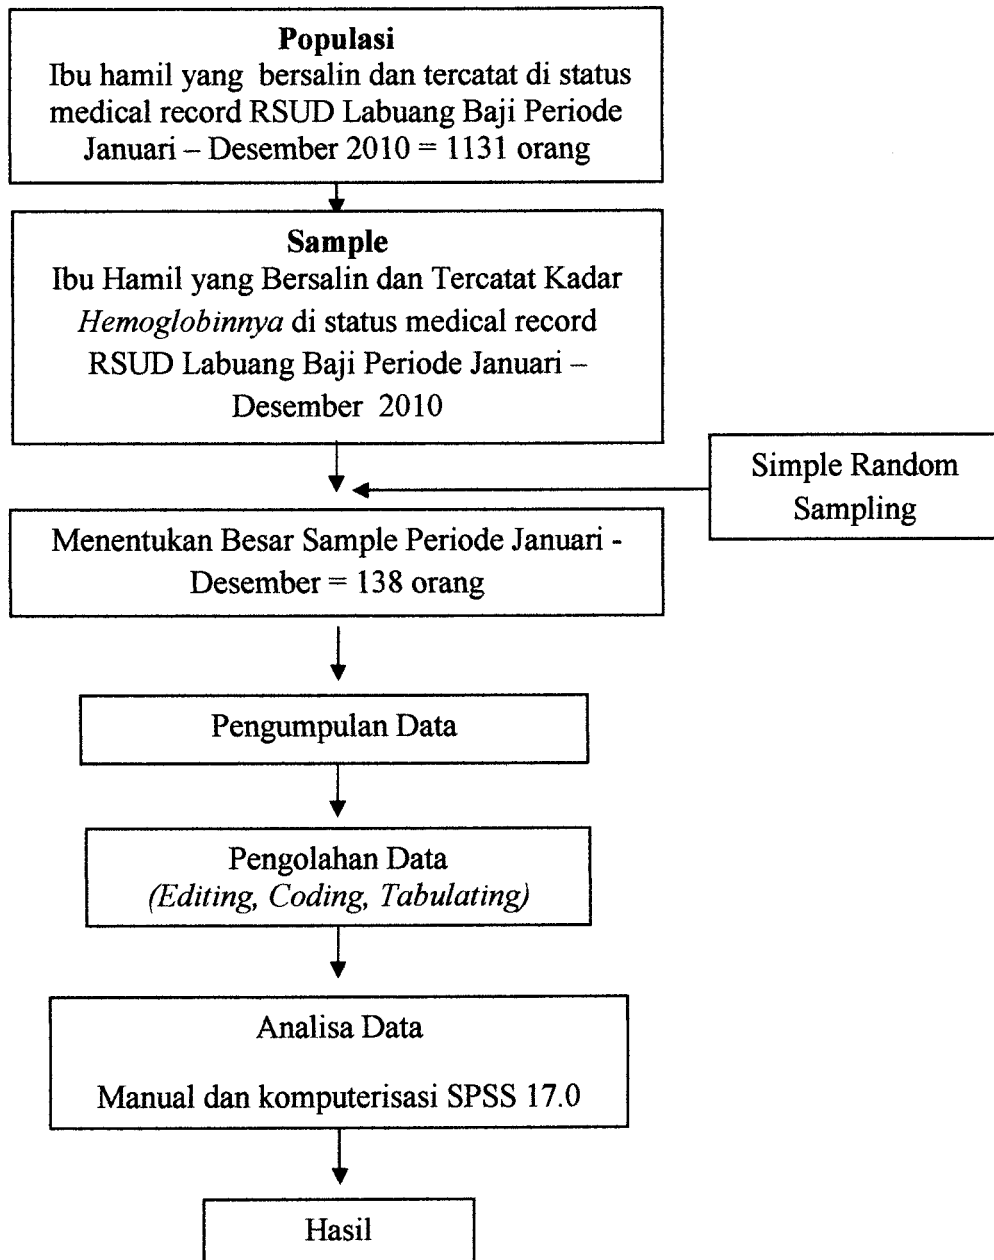 Populasi
Ibu hamil yang bersalin dan tercatat di status
medical record RSUD Labuang Baji Periode
Januari – Desember 2010 = 1131 orang
Sample
Ibu Hamil yang Bersalin dan Tercatat Kadar
Hemoglobinnya di status medical record
RSUD Labuang Baji Periode Januari –
Desember 2010
Simple Random
Sampling
Menentukan Besar Sample Periode Januari -
Desember = 138 orang
Pengumpulan Data
Pengolahan Data
(Editing, Coding, Tabulating)
Analisa Data
Manual dan komputerisasi SPSS 17.0
Hasil